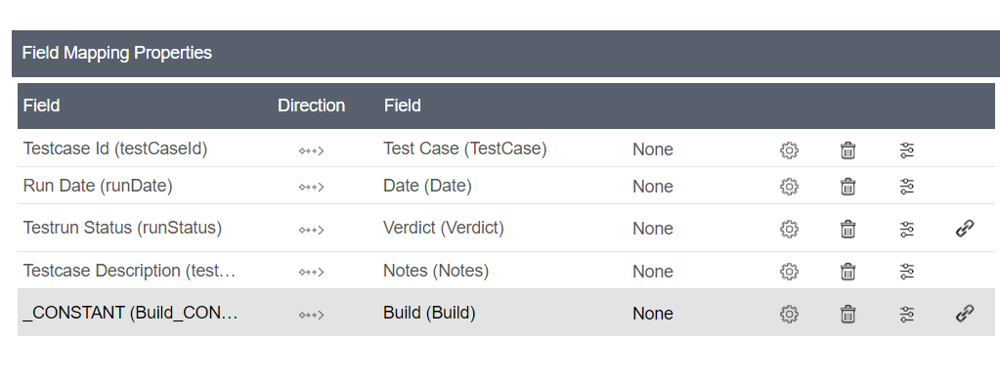 Field Mapping Properties
Field Direction Field
Testcase Id (testCaseId) Test Case (TestCase) None
Run Date (runDate) Date (Date) None
Testrun Status (runStatus) Verdict (Verdict) None
Testcase Description (test… Notes (Notes) None
_CONSTANT (Build_CON… Build (Build) None